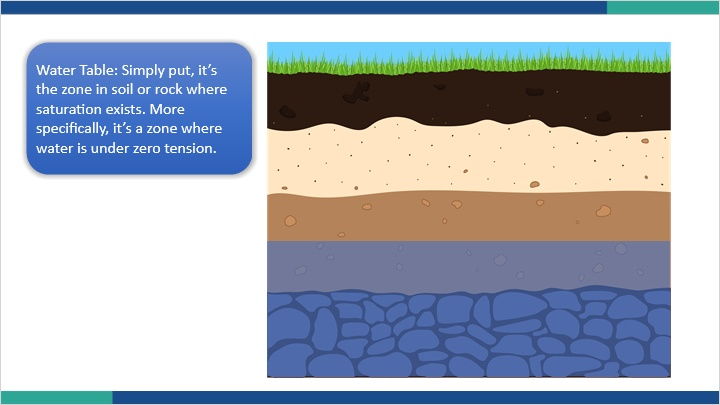 Water Table: Simply put, it’s
the zone in soil or rock where
saturation exists. More
specifically, it’s a zone where
water is under zero tension.